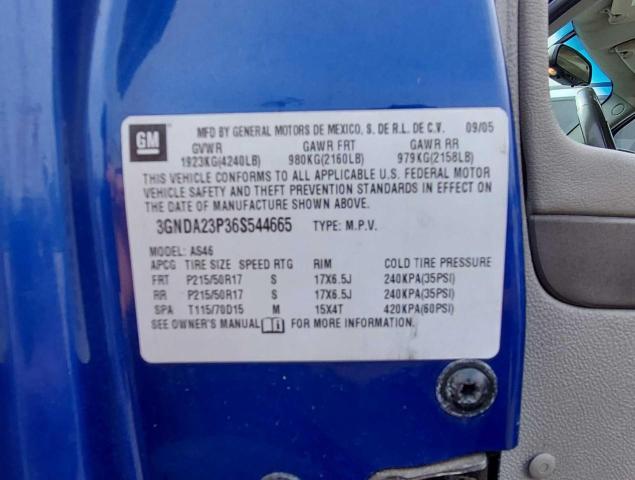 GM MFD BY GENERAL MOTORS DE MEXICO, S. DE R.L. DE C.V. 09/05
GVWR GAWR FRT GAWR RR
1923KG(4240LB) 980KG(2160LB) 979KG(2158LB)
THIS VEHICLE CONFORMS TO ALL APPLICABLE U.S. FEDERAL MOTOR
VEHICLE SAFETY AND THEFT PREVENTION STANDARDS IN EFFECT ON
THE DATE OF MANUFACTURE SHOWN ABOVE.
3GNDA23P36S544665 TYPE: M.P.V.
MODEL: AS46
APCG TIRE SIZE SPEED RTG RIM COLD TIRE PRESSURE
FRT P215/50R17 S 17X6.5J 240KPA(35PSI)
RR P215/50R17 S 17X6.5J 240KPA(35PSI)
SPA T115/70D15 M 15X4T 420KPA(60PSI)
SEE OWNER'S MANUAL FOR MORE INFORMATION.